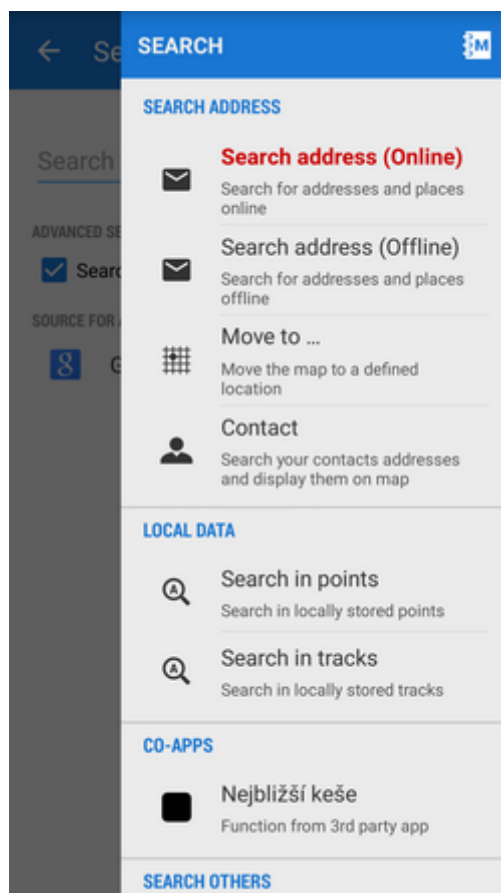 Se
SEARCH
M
SEARCH ADDRESS
Search
Search address (Online)
Search for addresses and places
online
ADVANCED SE
Search address (Offline)
Searc
Search for addresses and places
offline
SOURCE FOR A
Move to ...
8 G
Move the map to a defined
location
Contact
Search your contacts addresses
and display them on map
LOCAL DATA
A
Search in points
Search in locally stored points
A
Search in tracks
Search in locally stored tracks
CO-APPS
Nejbližší keše
Function from 3rd party app
SEARCH OTHERS